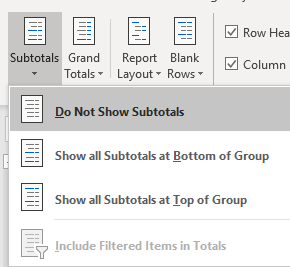 Subtotals
Grand Totals
Report Layout
Blank Rows
Row Hea
Column
Do Not Show Subtotals
Show all Subtotals at Bottom of Group
Show all Subtotals at Top of Group
Include Filtered Items in Totals